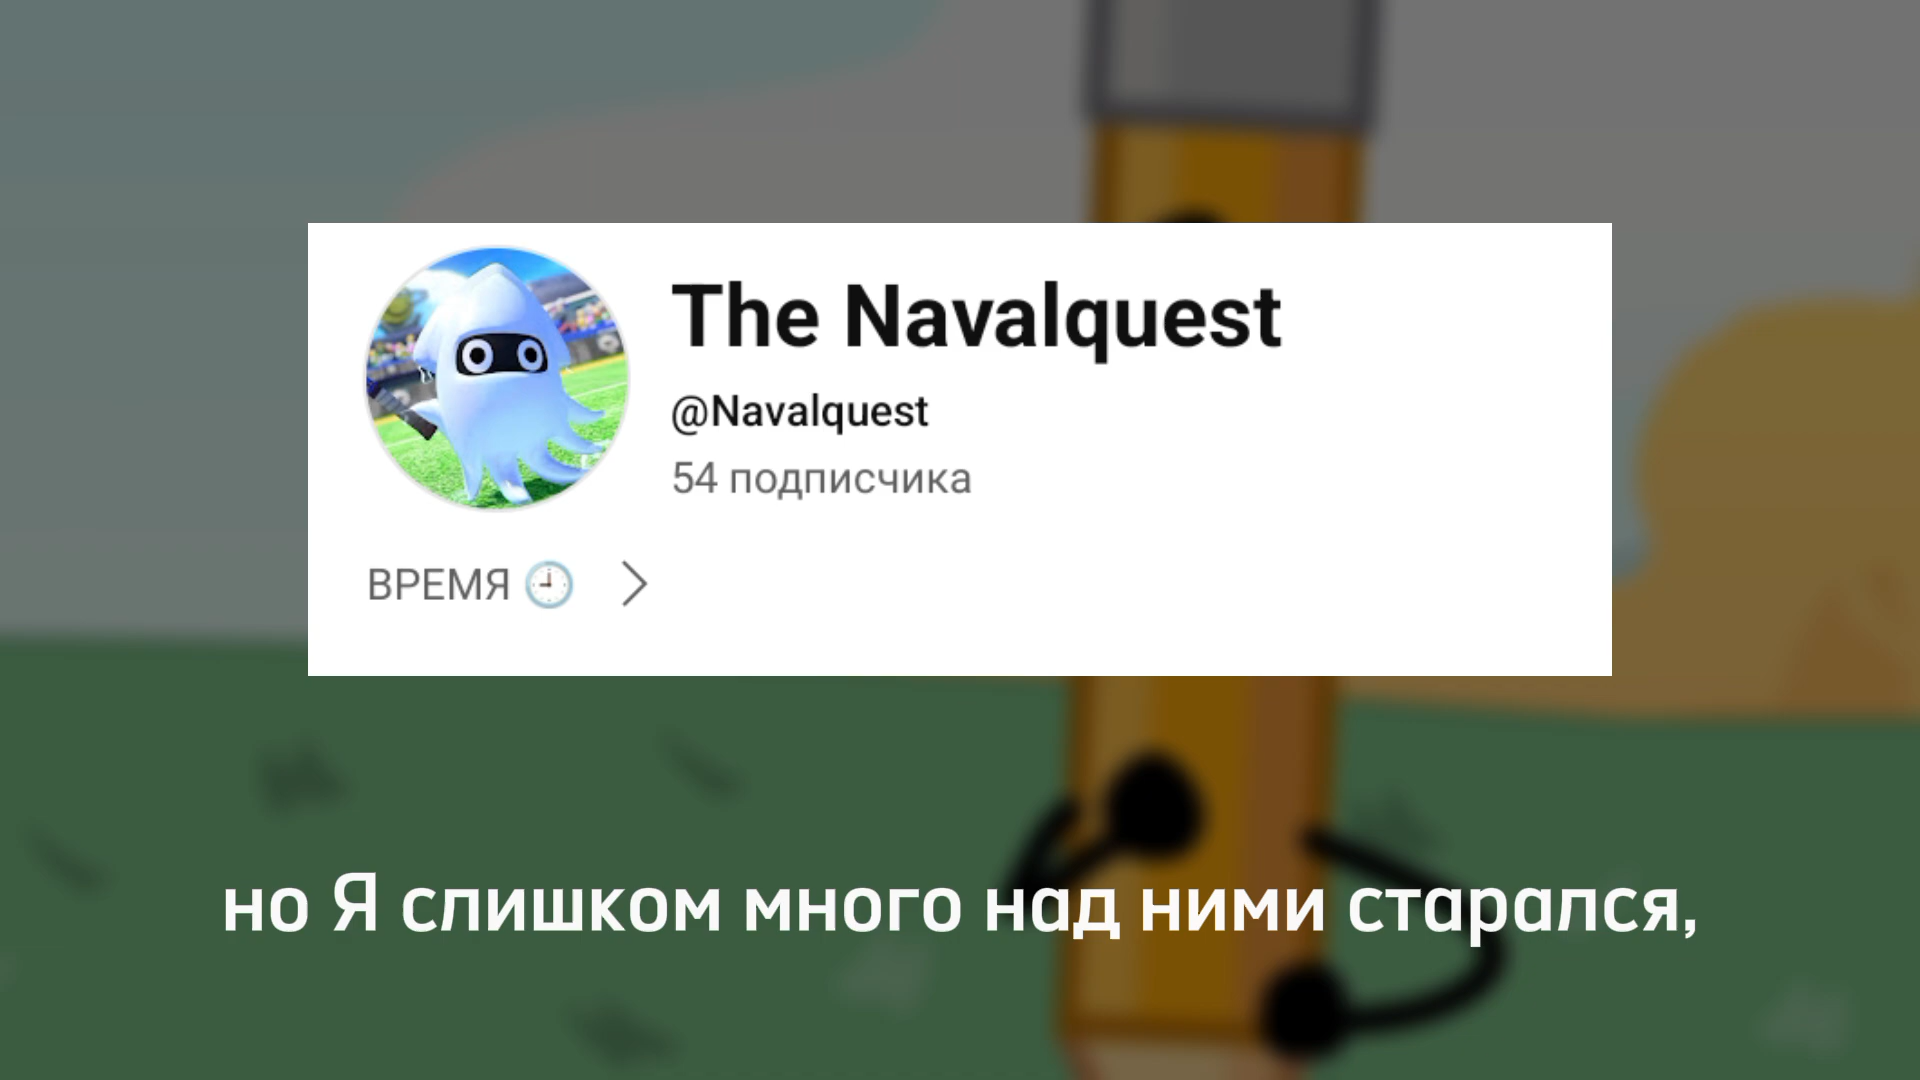 The Navalquest
@Navalquest
54 подписчика
ВРЕМЯ 🕘 >
но Я слишком много над ними старался,